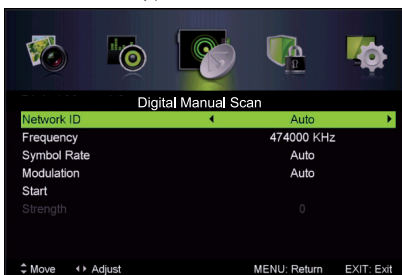 Digital Manual Scan
Network ID Auto
Frequency 474000 KHz
Symbol Rate Auto
Modulation Auto
Start
Strength 0
Move Adjust MENU: Return EXIT: Exit